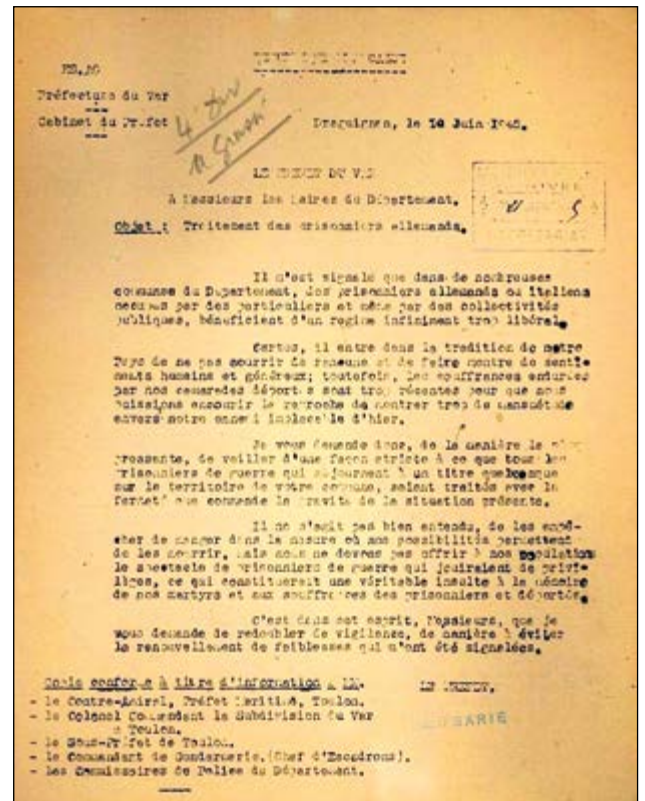 Préfecture du Var
Cabinet du Préfet
Draguignan, le 10 Juin 1945.
LE PREFET DU VAR
A Messieurs les Maires du Département.
Objet : Traitement des prisonniers allemands.
Il m'est signalé que dans de nombreuses
communes du Département, des prisonniers allemands ou italiens
occupés par des particuliers et même par des collectivités
publiques, bénéficient d'un régime infiniment trop libéral.
Certes, il entre dans la tradition de notre
Pays de ne pas nourrir de rancune et de faire montre de senti-
ments humains et généreux; toutefois, les souffrances endurées
par nos camarades déportés sont trop récentes pour que nous
puissions encourir le reproche de montrer trop de mansuétude
envers notre ennemi implacable d'hier.
Je vous demande donc, de la manière la plus
pressante, de veiller d'une façon stricte à ce que tous les
prisonniers de guerre qui séjournent à un titre quelconque
sur le territoire de votre commune, soient traités avec la
fermeté que commande la gravité de la situation présente.
Il ne s'agit pas bien entendu, de les empê-
cher de manger dans la mesure où nos possibilités permettent
de les nourrir, mais nous ne devons pas offrir à nos populations
le spectacle de prisonniers de guerre qui jouiraient de privi-
lèges, ce qui constituerait une véritable insulte à la mémoire
de nos martyrs et aux souffrances des prisonniers et déportés.
C'est dans cet esprit, Messieurs, que je
vous demande de redoubler de vigilance, de manière à éviter
le renouvellement de faiblesses qui m'ont été signalées.
Copie conforme à titre d'information à MM.
LE PREFET,
- le Contre-Amiral, Préfet Maritime, Toulon.
- le Colonel Commandant la Subdivision du Var
à Toulon.
SARIE
- le Sous-Préfet de Toulon.
- le Commandant de Gendarmerie.(Chef d'Escadrons).
- Les Commissaires de Police du Département.